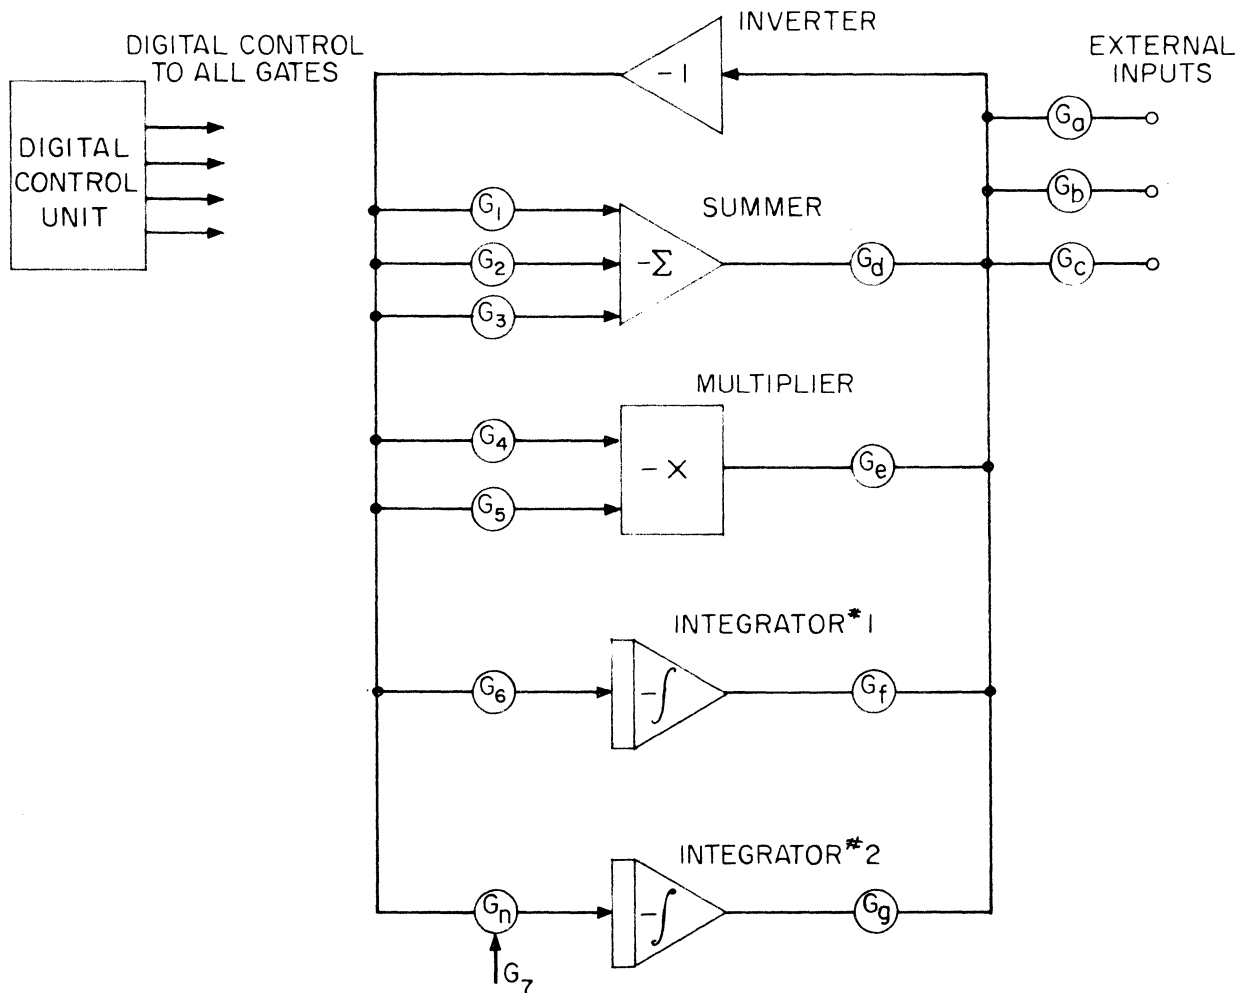 INVERTER
DIGITAL CONTROL
TO ALL GATES
EXTERNAL
INPUTS
-1
DIGITAL
CONTROL
UNIT
Ga
Gb
Gc
G1
G2
G3
SUMMER
-Σ
Gd
MULTIPLIER
G4
G5
- ×
Ge
INTEGRATOR #1
G6
-∫
Gf
INTEGRATOR #2
Gn
-∫
Gg
G7